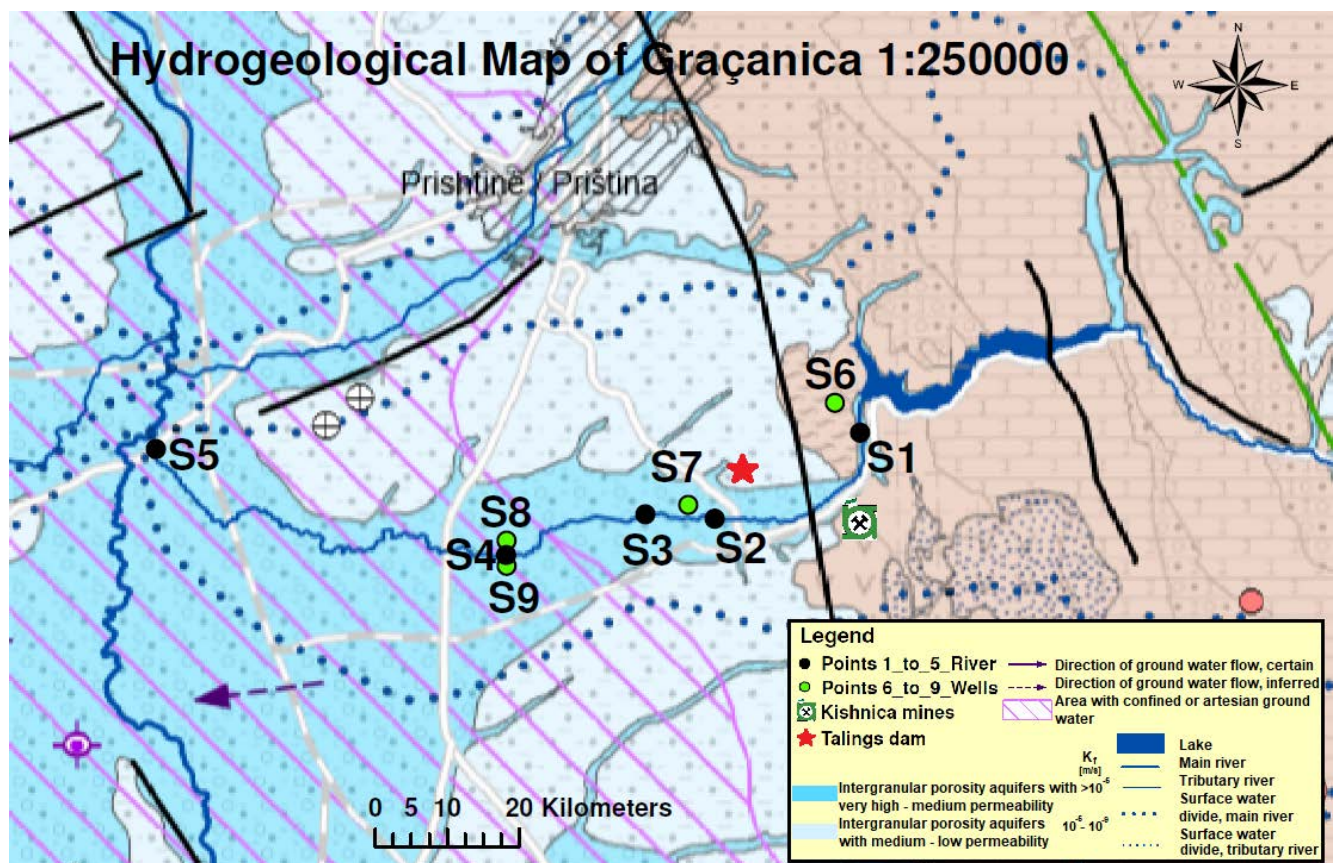 Hydrogeological Map of Graçanica 1:250000
N
W E
S
Prishtinë / Priština
S6
S1
S5
S7
S8
S3
S2
S4
S9
Legend
Points 1_to_5_River
Points 6_to_9_Wells
Kishnica mines
Talings dam
Direction of ground water flow, certain
Direction of ground water flow, inferred
Area with confined or artesian ground
water
Kf
[m/s]
Intergranular porosity aquifers with >10⁻⁵
very high - medium permeability
Intergranular porosity aquifers 10⁻⁵ - 10⁻⁹
with medium - low permeability
Lake
Main river
Tributary river
Surface water
divide, main river
Surface water
divide, tributary river
0 5 10 20 Kilometers